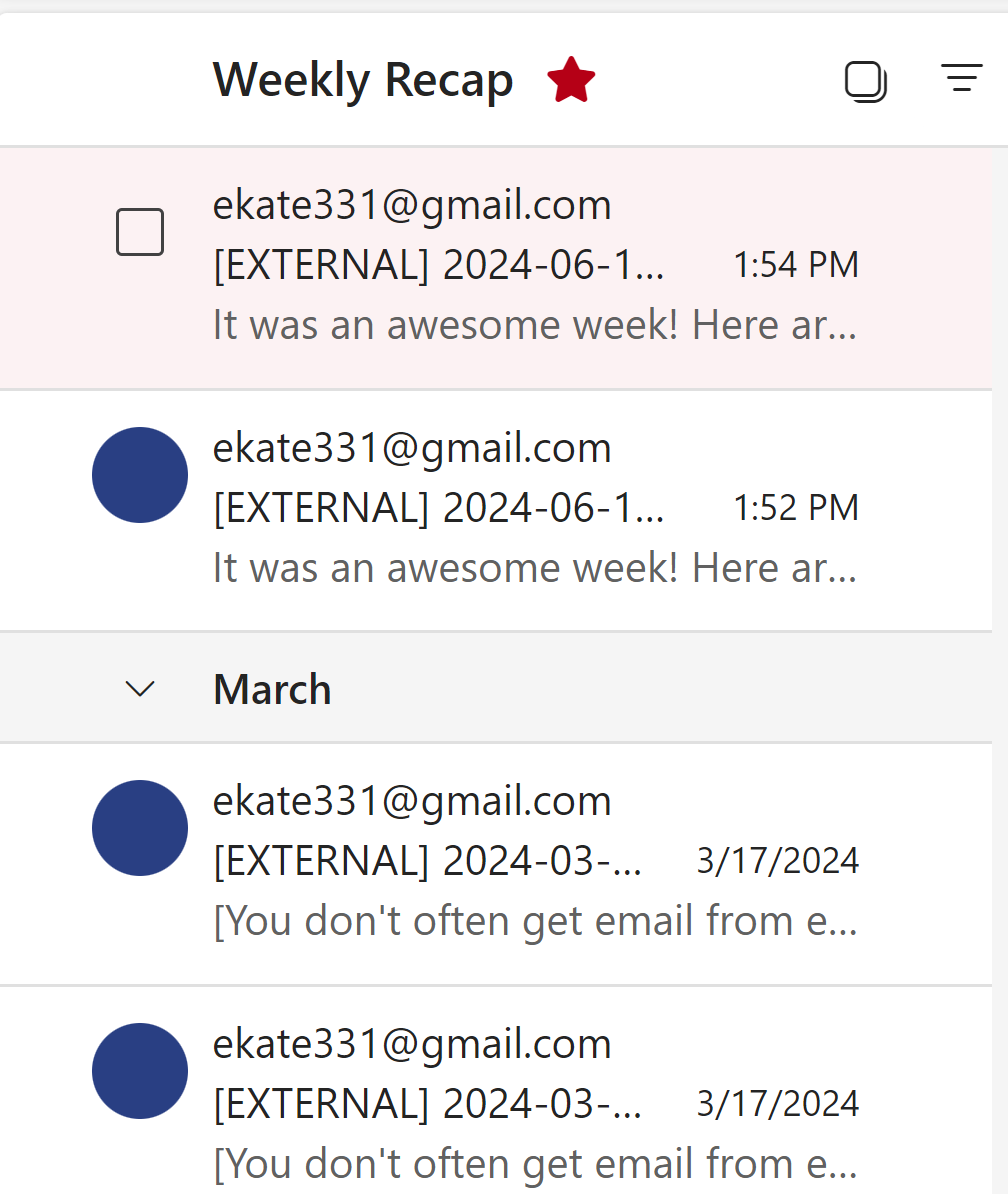 Weekly Recap
ekate331@gmail.com
[EXTERNAL] 2024-06-1... 1:54 PM
It was an awesome week! Here ar...
ekate331@gmail.com
[EXTERNAL] 2024-06-1... 1:52 PM
It was an awesome week! Here ar...
March
ekate331@gmail.com
[EXTERNAL] 2024-03-... 3/17/2024
[You don't often get email from e...
ekate331@gmail.com
[EXTERNAL] 2024-03-... 3/17/2024
[You don't often get email from e...